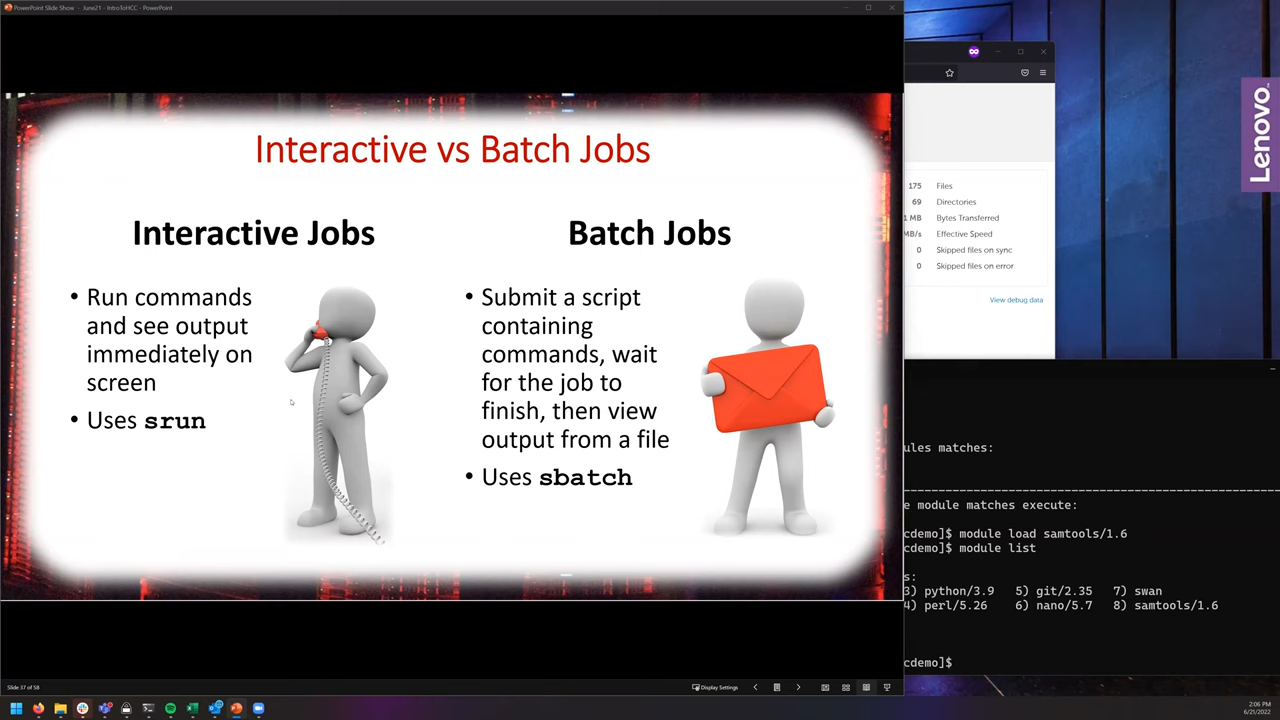 PowerPoint Slide Show - June21 - IntroToHCC - PowerPoint
Interactive vs Batch Jobs
Interactive Jobs
• Run commands
and see output
immediately on
screen
• Uses srun
Batch Jobs
• Submit a script
containing
commands, wait
for the job to
finish, then view
output from a file
• Uses sbatch
Slide 37 of 58
Display Settings
175 Files
69 Directories
1 MB Bytes Transferred
MB/s Effective Speed
0 Skipped files on sync
0 Skipped files on error
View debug data
Lenovo
ules matches:
e module matches execute:
cdemo]$ module load samtools/1.6
cdemo]$ module list
s:
3) python/3.9 5) git/2.35 7) swan
4) perl/5.26 6) nano/5.7 8) samtools/1.6
cdemo]$
2:06 PM
6/21/2022